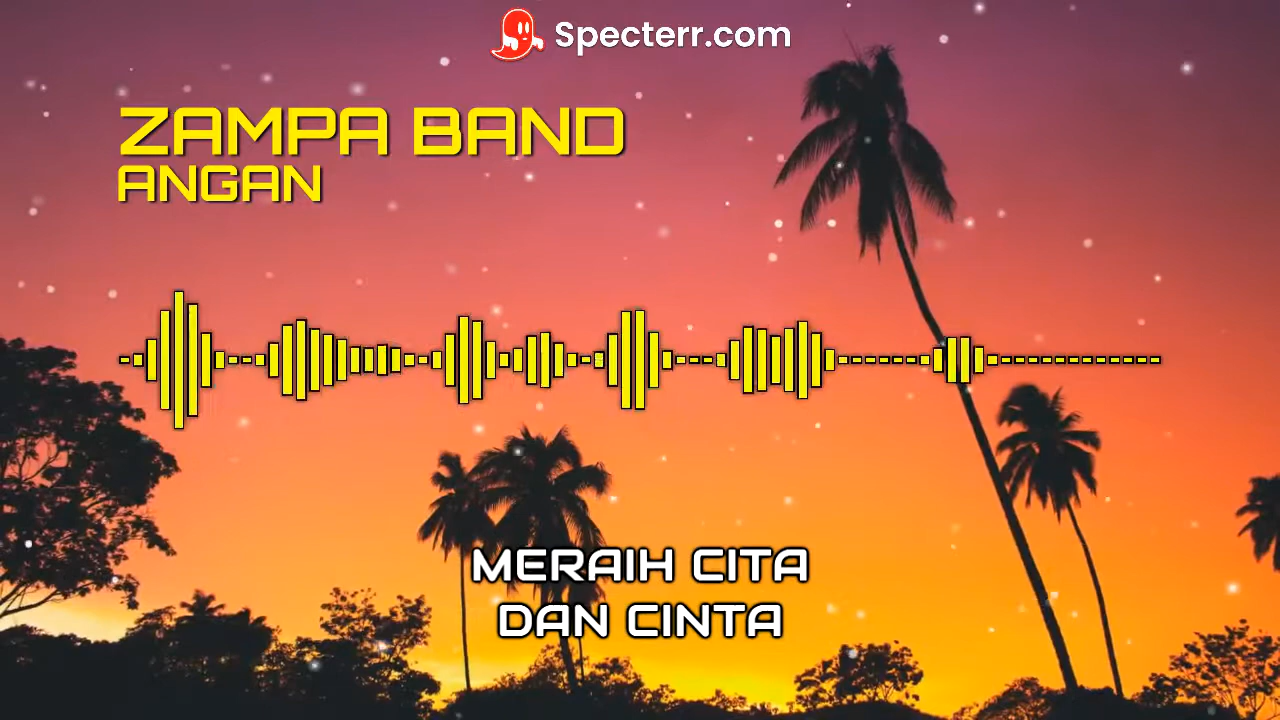 Specterr.com
ZAMPA BAND
ANGAN
MERAIH CITA
DAN CINTA